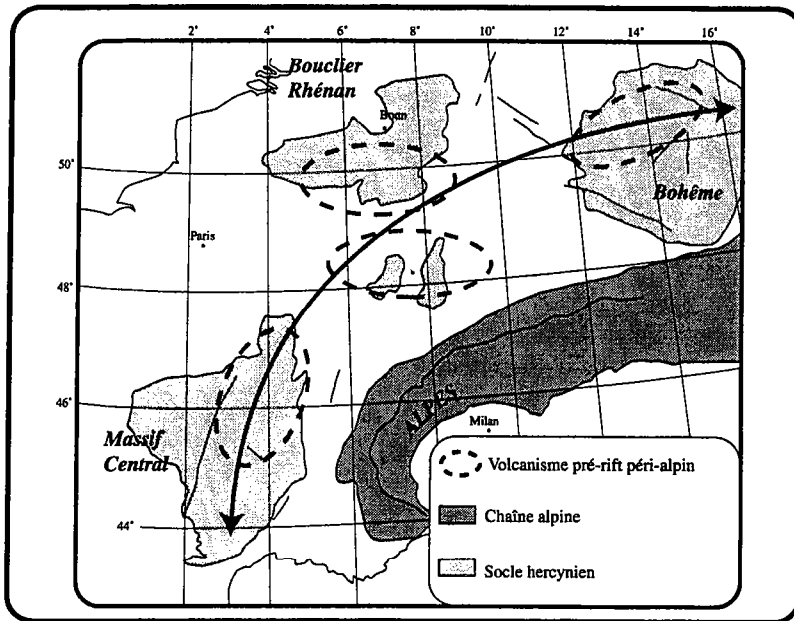 2° 4° 6° 8° 10° 12° 14° 16°
Bouclier
Rhénan
Bonn
50°
Bohême
Paris
48°
46°
ALPES
Massif
Central
Milan
44°
Volcanisme pré-rift péri-alpin
Chaîne alpine
Socle hercynien